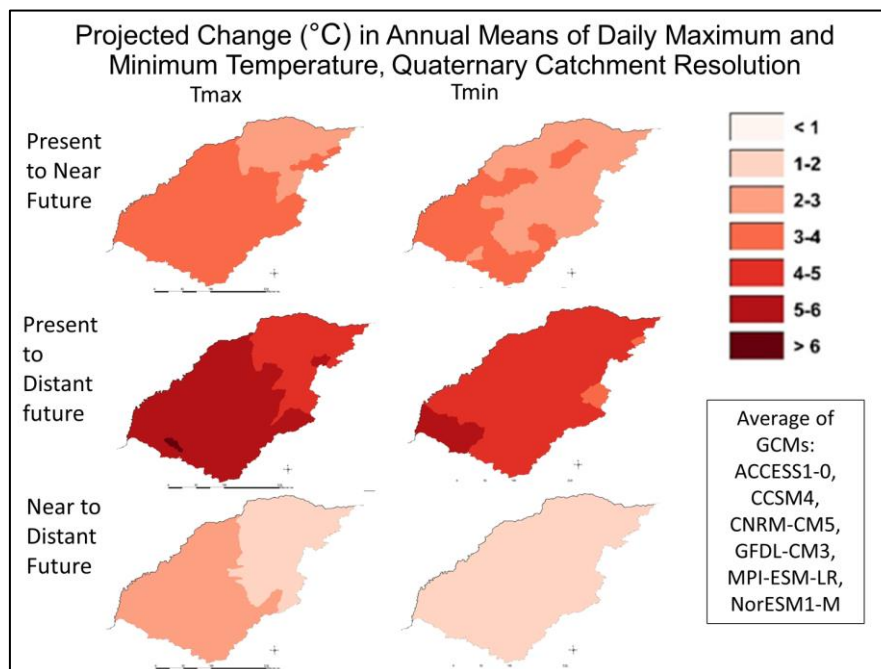 Projected Change (°C) in Annual Means of Daily Maximum and
Minimum Temperature, Quaternary Catchment Resolution
Tmax
Tmin
Present
to Near
Future
Present
to
Distant
future
Near to
Distant
Future
< 1
1-2
2-3
3-4
4-5
5-6
> 6
Average of
GCMs:
ACCESS1-0,
CCSM4,
CNRM-CM5,
GFDL-CM3,
MPI-ESM-LR,
NorESM1-M